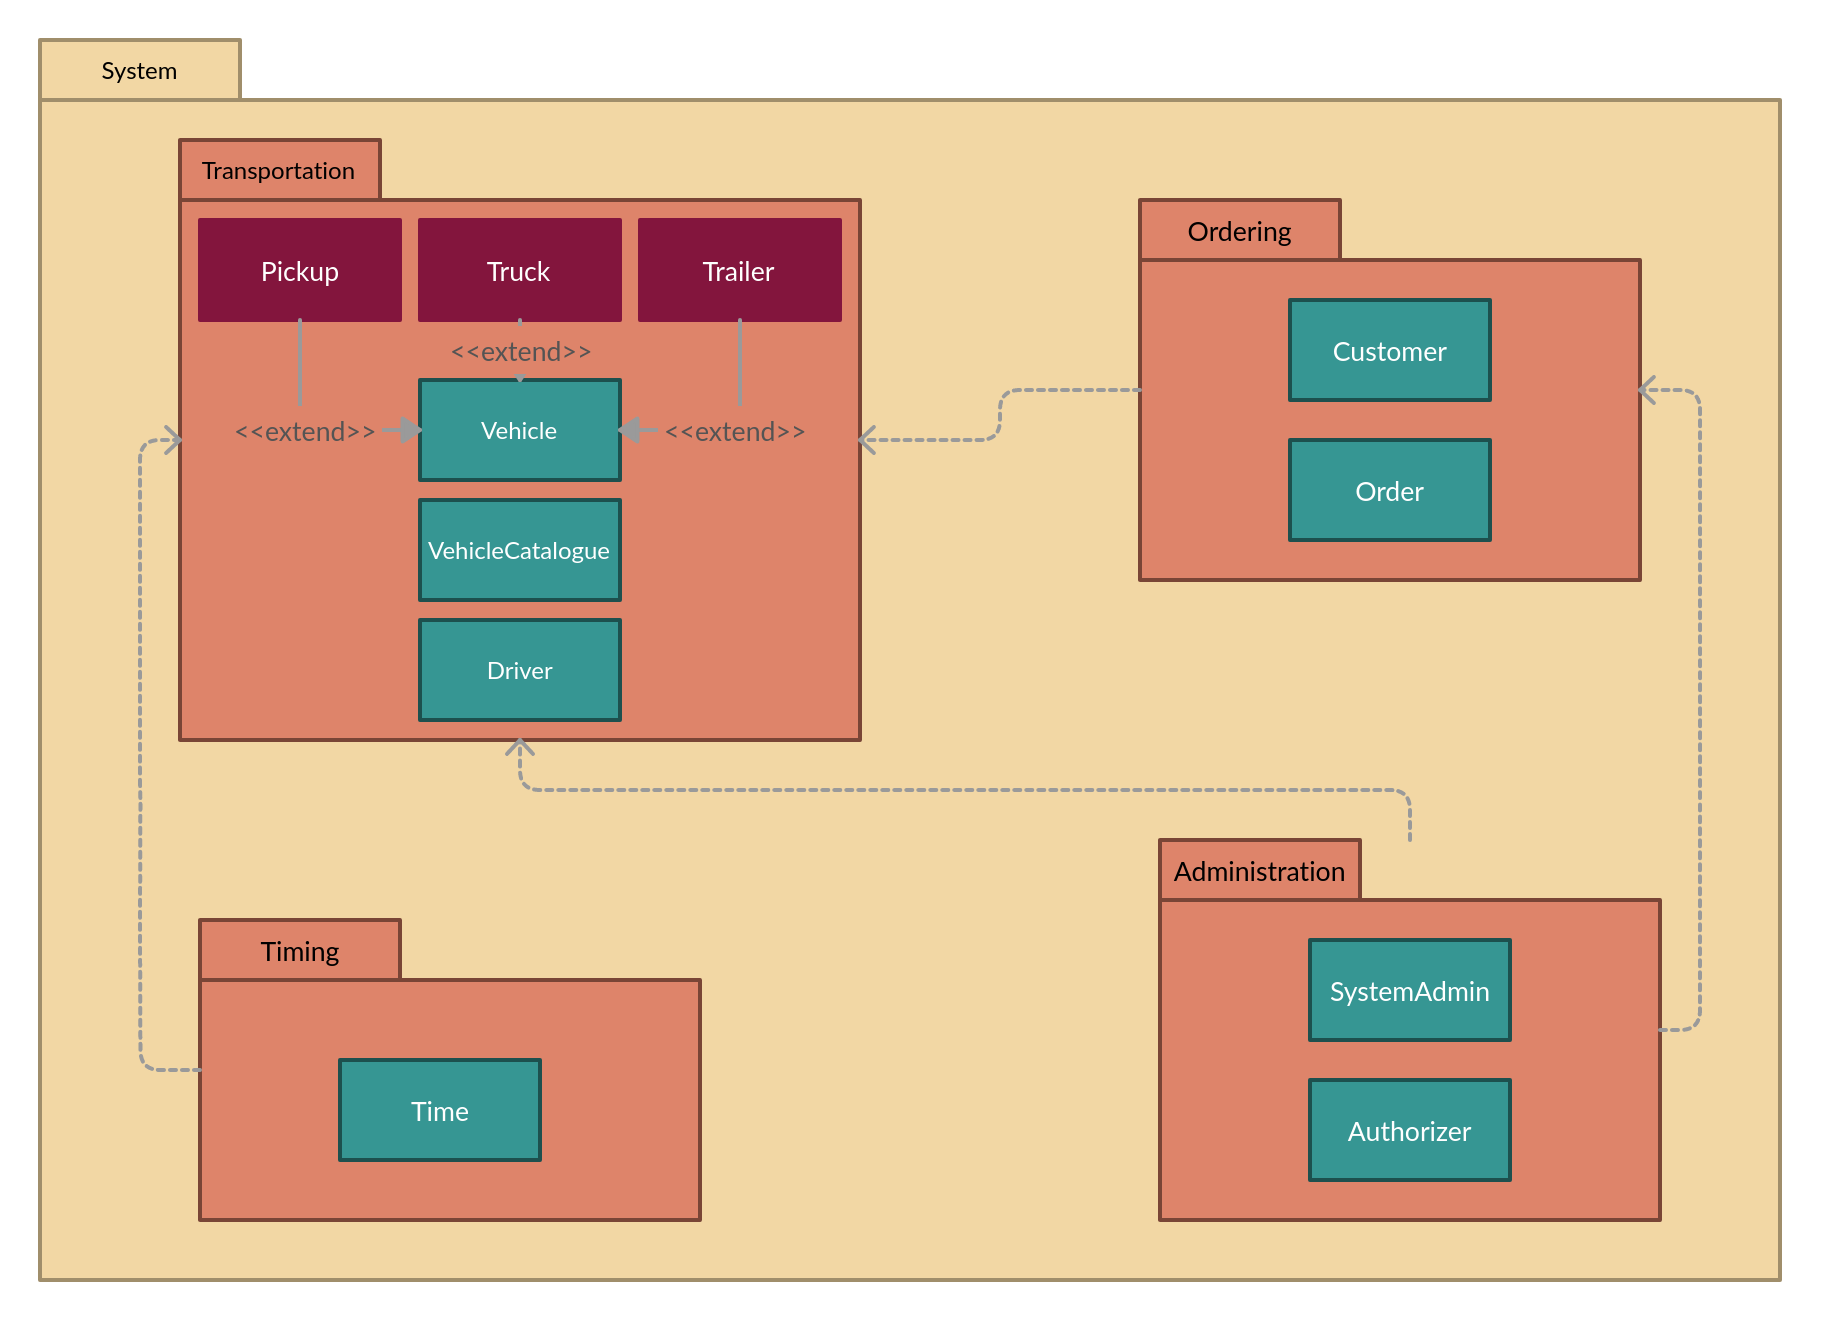 System
Transportation
Pickup
Truck
Trailer
<<extend>>
<<extend>>
Vehicle
<<extend>>
VehicleCatalogue
Driver
Ordering
Customer
Order
Timing
Time
Administration
SystemAdmin
Authorizer